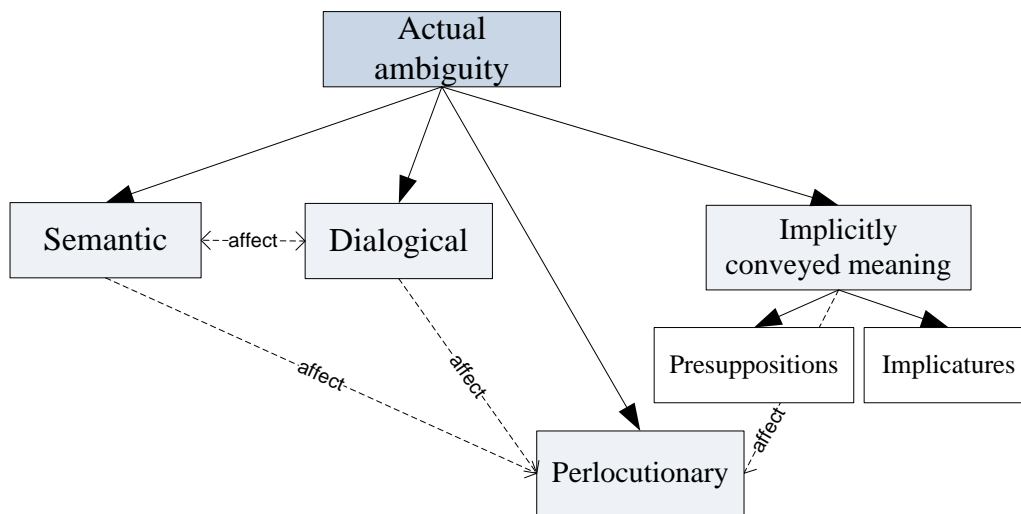 Actual
ambiguity
Semantic
affect
Dialogical
Implicitly
conveyed meaning
Presuppositions
Implicatures
affect
affect
affect
Perlocutionary